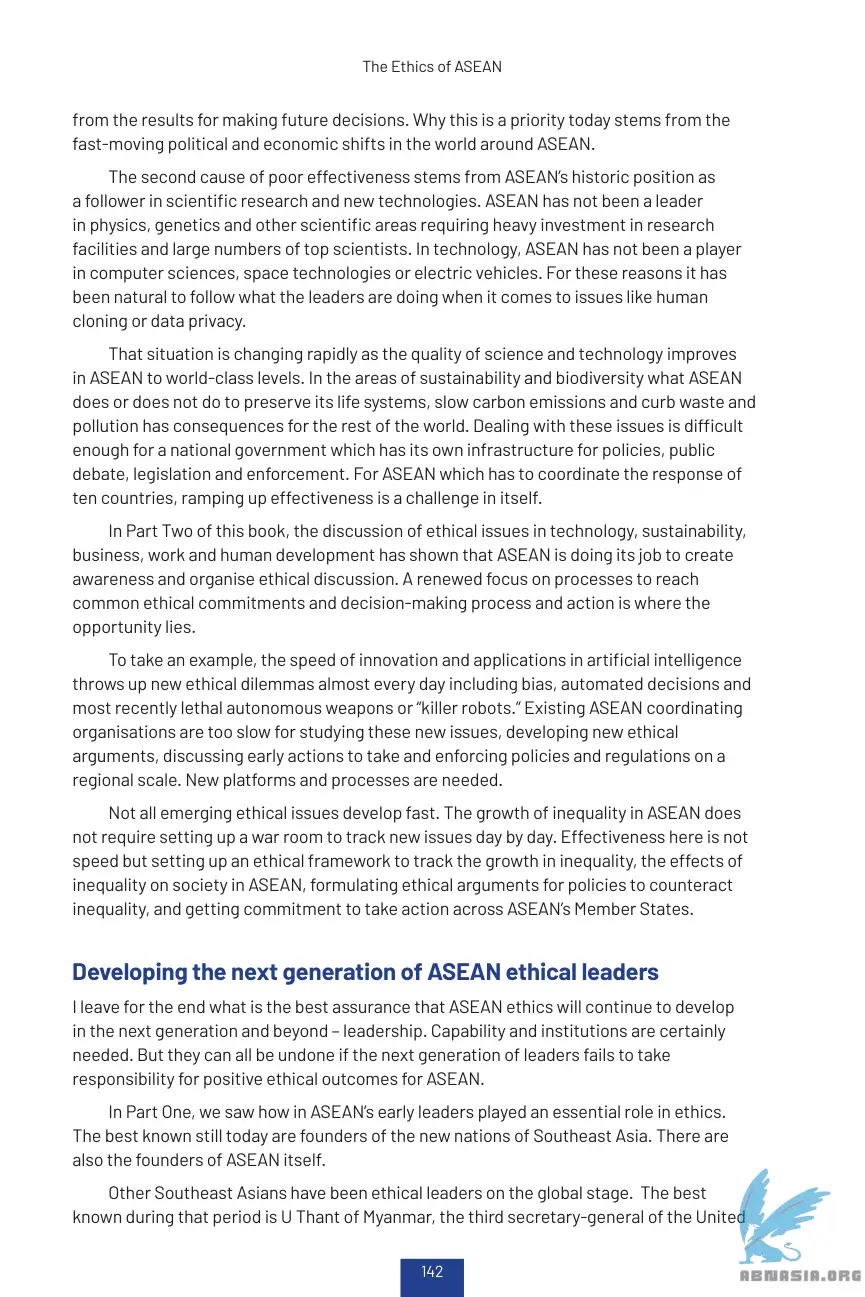 The Ethics of ASEAN
from the results for making future decisions. Why this is a priority today stems from the
fast-moving political and economic shifts in the world around ASEAN.
The second cause of poor effectiveness stems from ASEAN’s historic position as
a follower in scientific research and new technologies. ASEAN has not been a leader
in physics, genetics and other scientific areas requiring heavy investment in research
facilities and large numbers of top scientists. In technology, ASEAN has not been a player
in computer sciences, space technologies or electric vehicles. For these reasons it has
been natural to follow what the leaders are doing when it comes to issues like human
cloning or data privacy.
That situation is changing rapidly as the quality of science and technology improves
in ASEAN to world-class levels. In the areas of sustainability and biodiversity what ASEAN
does or does not do to preserve its life systems, slow carbon emissions and curb waste and
pollution has consequences for the rest of the world. Dealing with these issues is difficult
enough for a national government which has its own infrastructure for policies, public
debate, legislation and enforcement. For ASEAN which has to coordinate the response of
ten countries, ramping up effectiveness is a challenge in itself.
In Part Two of this book, the discussion of ethical issues in technology, sustainability,
business, work and human development has shown that ASEAN is doing its job to create
awareness and organise ethical discussion. A renewed focus on processes to reach
common ethical commitments and decision-making process and action is where the
opportunity lies.
To take an example, the speed of innovation and applications in artificial intelligence
throws up new ethical dilemmas almost every day including bias, automated decisions and
most recently lethal autonomous weapons or “killer robots.” Existing ASEAN coordinating
organisations are too slow for studying these new issues, developing new ethical
arguments, discussing early actions to take and enforcing policies and regulations on a
regional scale. New platforms and processes are needed.
Not all emerging ethical issues develop fast. The growth of inequality in ASEAN does
not require setting up a war room to track new issues day by day. Effectiveness here is not
speed but setting up an ethical framework to track the growth in inequality, the effects of
inequality on society in ASEAN, formulating ethical arguments for policies to counteract
inequality, and getting commitment to take action across ASEAN’s Member States.
Developing the next generation of ASEAN ethical leaders
I leave for the end what is the best assurance that ASEAN ethics will continue to develop
in the next generation and beyond – leadership. Capability and institutions are certainly
needed. But they can all be undone if the next generation of leaders fails to take
responsibility for positive ethical outcomes for ASEAN.
In Part One, we saw how in ASEAN’s early leaders played an essential role in ethics.
The best known still today are founders of the new nations of Southeast Asia. There are
also the founders of ASEAN itself.
Other Southeast Asians have been ethical leaders on the global stage.  The best
known during that period is U Thant of Myanmar, the third secretary-general of the United
142
ABNASIA.ORG